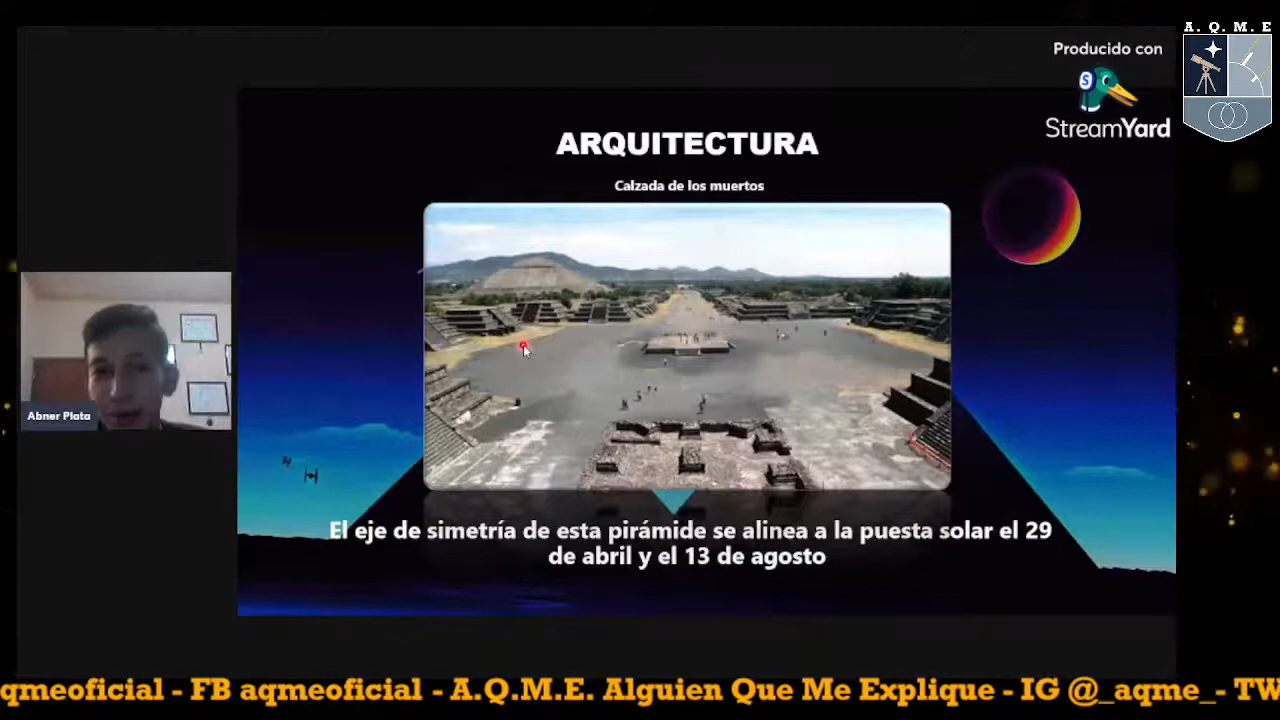 A. Q. M. E
Producido con
StreamYard
ARQUITECTURA
Calzada de los muertos
Abner Plata
El eje de simetría de esta pirámide se alinea a la puesta solar el 29
de abril y el 13 de agosto
qmeoficial - FB aqmeoficial - A.Q.M.E. Alguien Que Me Explique - IG @_aqme_- TW